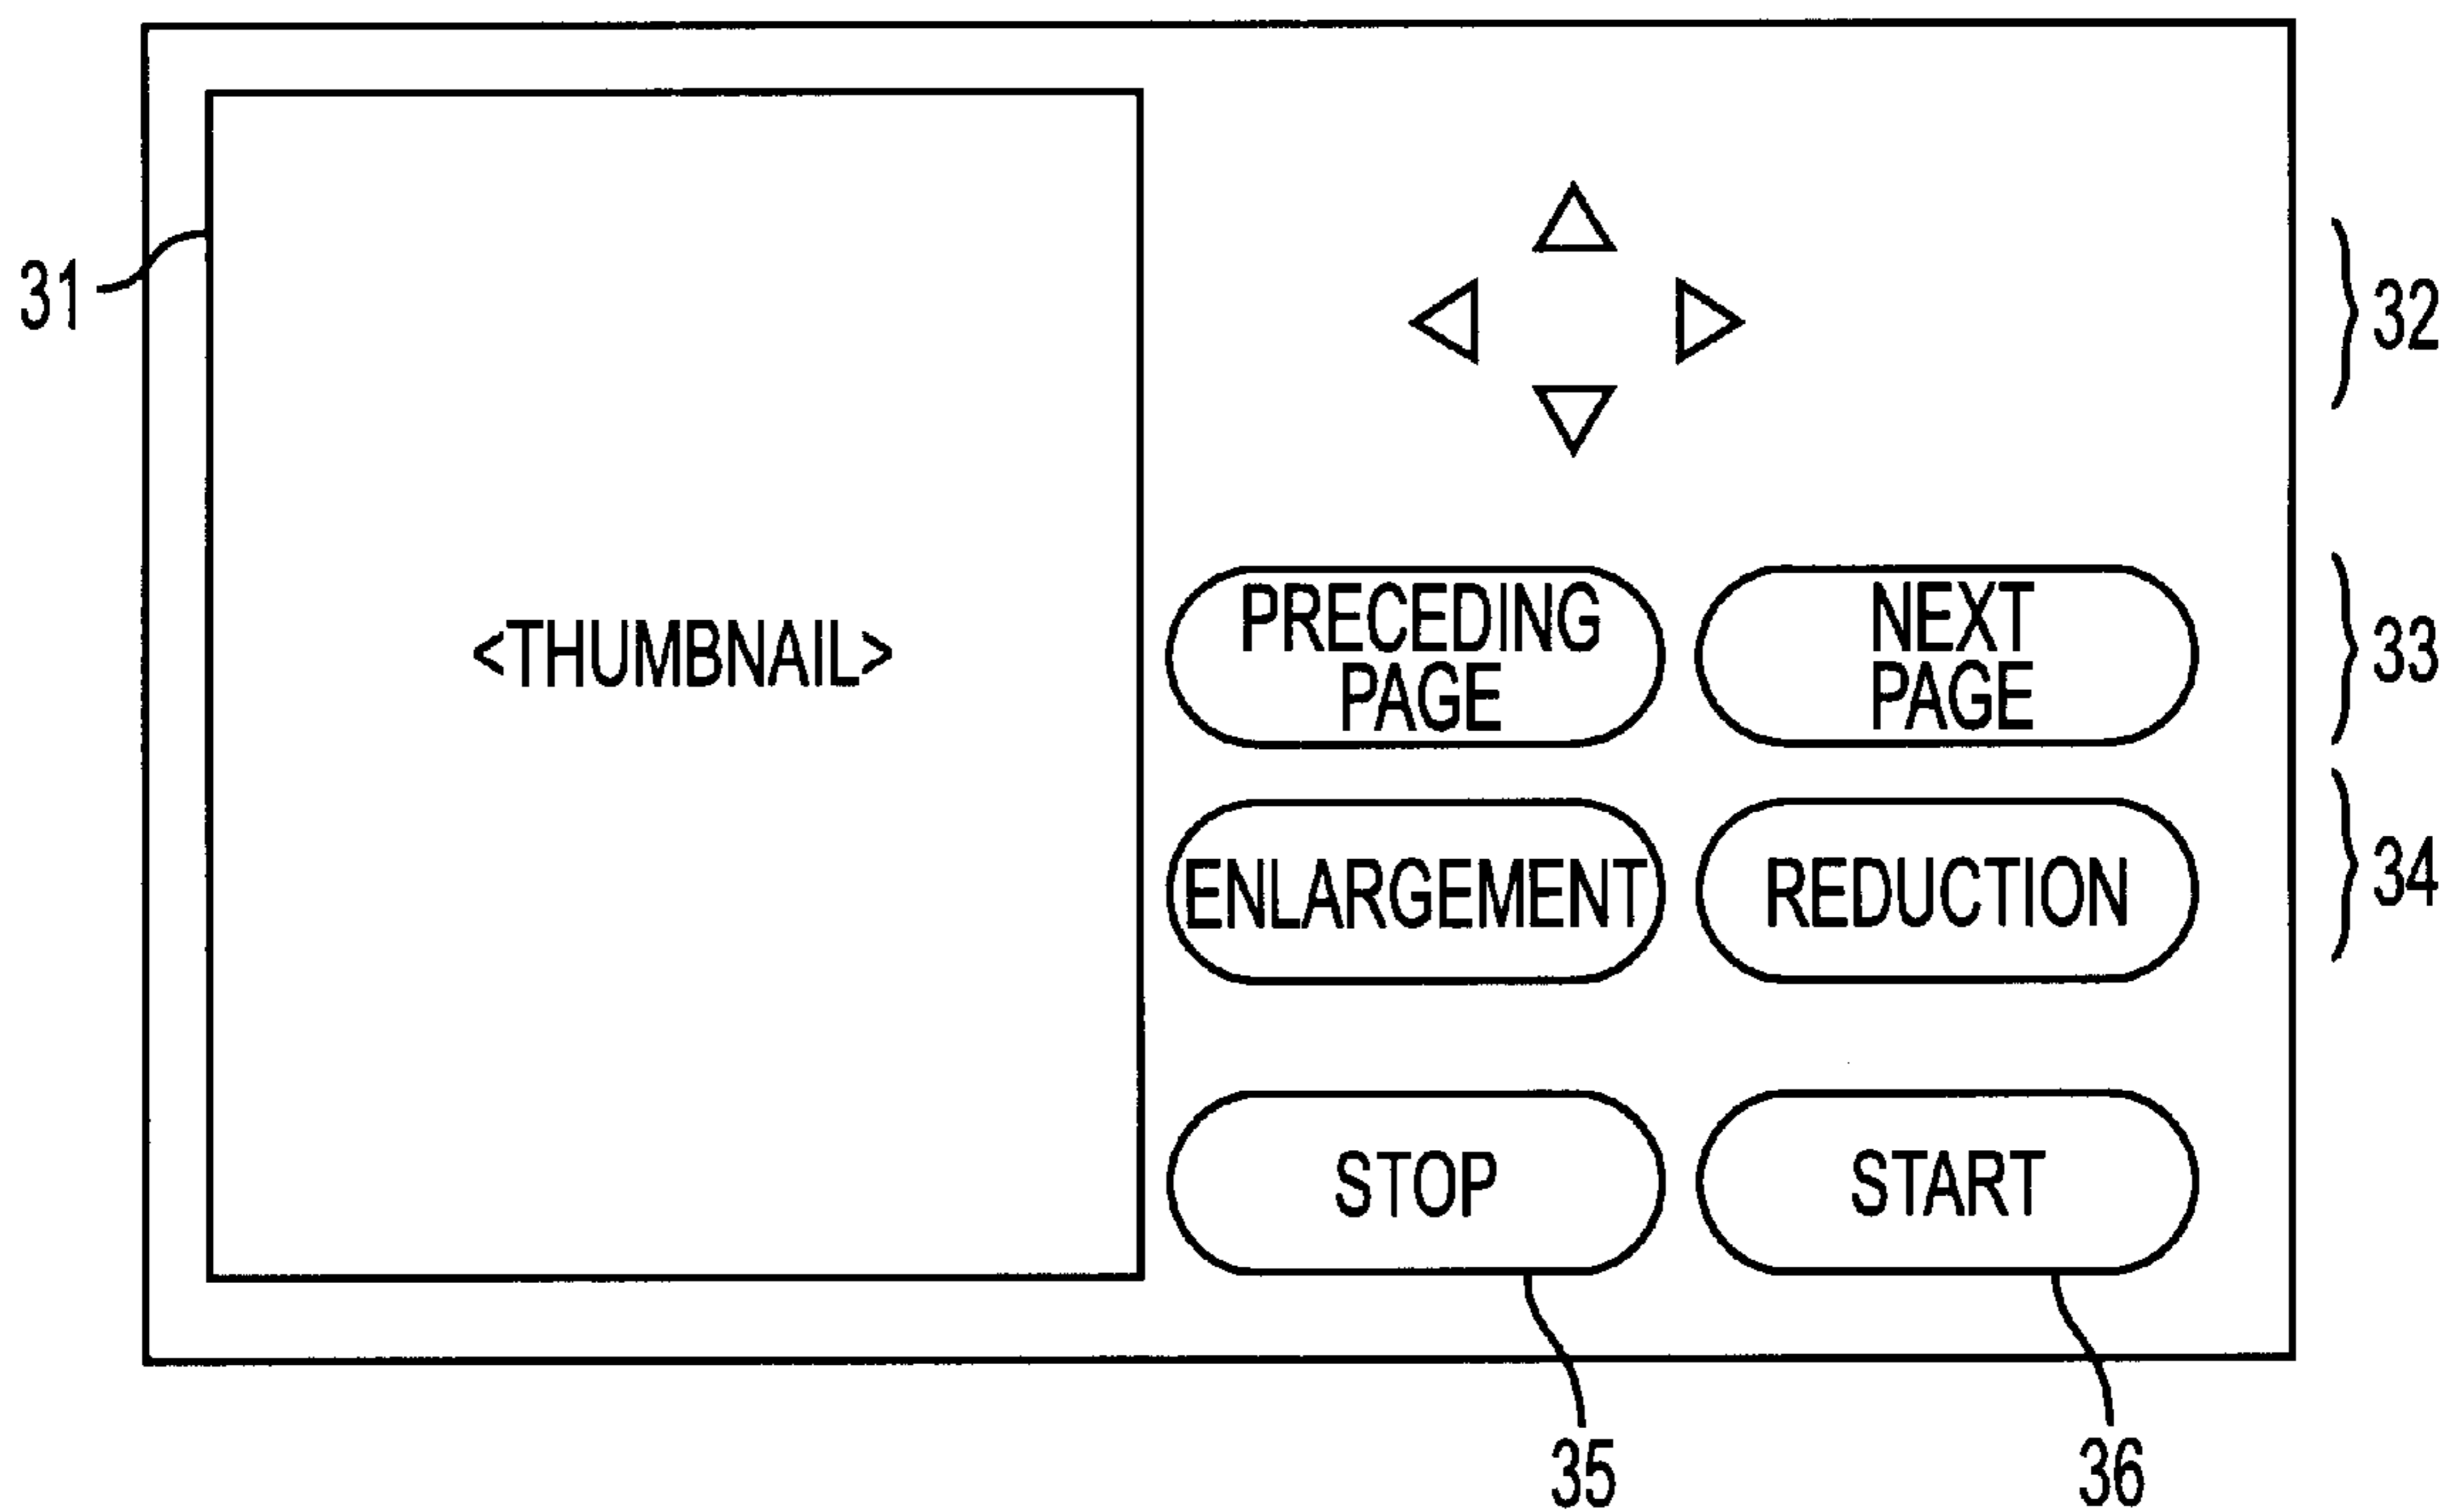 31
32
<THUMBNAIL>
PRECEDING
PAGE
NEXT
PAGE
33
ENLARGEMENT
REDUCTION
34
STOP
START
35
36